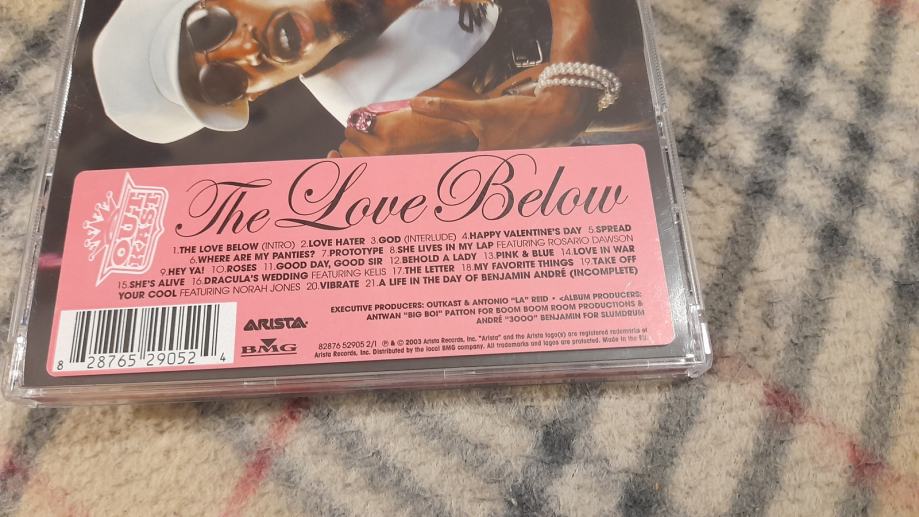 OUT
KAST
The Love Below
1.THE LOVE BELOW (INTRO) 2.LOVE HATER 3.GOD (INTERLUDE) 4.HAPPY VALENTINE'S DAY 5.SPREAD
6.WHERE ARE MY PANTIES? 7.PROTOTYPE 8.SHE LIVES IN MY LAP FEATURING ROSARIO DAWSON
9.HEY YA! 10.ROSES 11.GOOD DAY, GOOD SIR 12.BEHOLD A LADY 13.PINK & BLUE 14.LOVE IN WAR
15.SHE'S ALIVE 16.DRACULA'S WEDDING FEATURING KELIS 17.THE LETTER 18.MY FAVORITE THINGS 19.TAKE OFF
YOUR COOL FEATURING NORAH JONES 20.VIBRATE 21.A LIFE IN THE DAY OF BENJAMIN ANDRÉ (INCOMPLETE)
EXECUTIVE PRODUCERS: OUTKAST & ANTONIO "LA" REID • <ALBUM PRODUCERS:
ANTWAN "BIG BOI" PATTON FOR BOOM BOOM ROOM PRODUCTIONS &
ANDRÉ "3000" BENJAMIN FOR SLUMDRUM
ARISTA
BMG
82876 52905 2/1 ℗ & © 2003 Arista Records, Inc. "Arista" and the Arista logo(s) are registered trademarks of
Arista Records, Inc. Distributed by the local BMG company. All trademarks and logos are protected. Made in the EU.
8 28765 29052 4